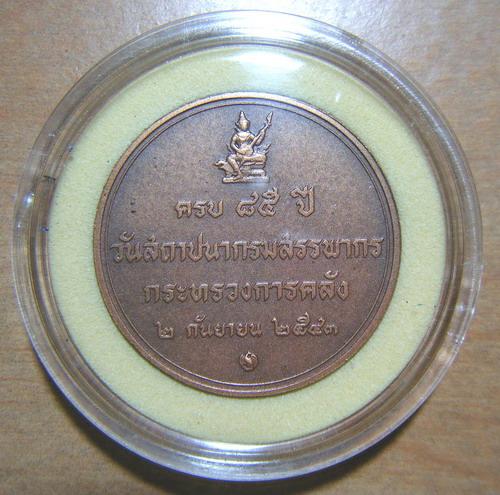 ครบ ๘๕ ปี
วันสถาปนากรมสรรพากร
กระทรวงการคลัง
๒ กันยายน ๒๕๔๓